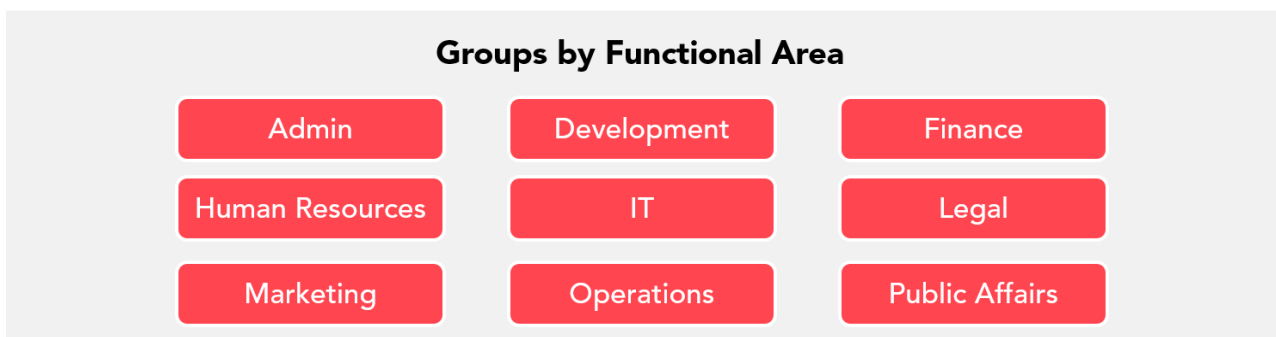 Groups by Functional Area
Admin
Development
Finance
Human Resources
IT
Legal
Marketing
Operations
Public Affairs